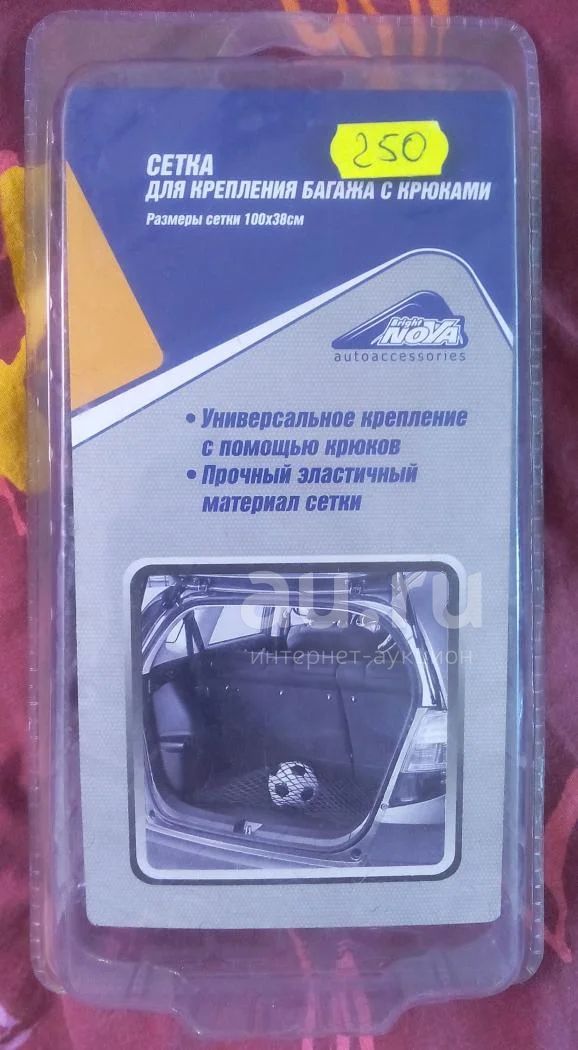 250
СЕТКА
ДЛЯ КРЕПЛЕНИЯ БАГАЖА С КРЮКАМИ
Размеры сетки 100х38см
Bright
NOVA
autoaccessories
• Универсальное крепление
с помощью крюков
• Прочный эластичный
материал сетки
au.ru
интернет-аукцион